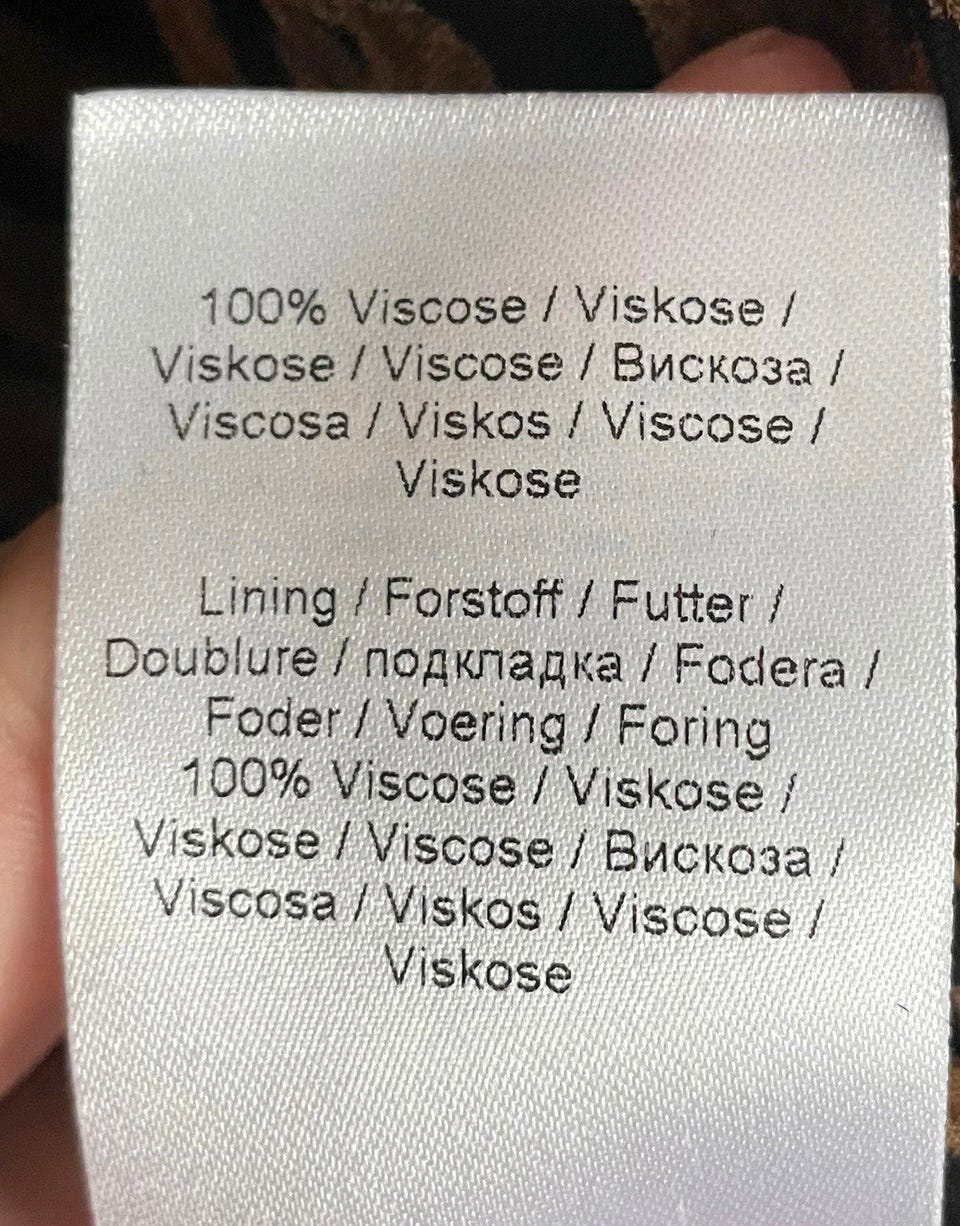 100% Viscose / Viskose /
Viskose / Viscose / Вискоза /
Viscosa / Viskos / Viscose /
Viskose
Lining / Forstoff / Futter /
Doublure / подкладка / Fodera /
Foder / Voering / Foring
100% Viscose / Viskose /
Viskose / Viscose / Вискоза /
Viscosa / Viskos / Viscose /
Viskose